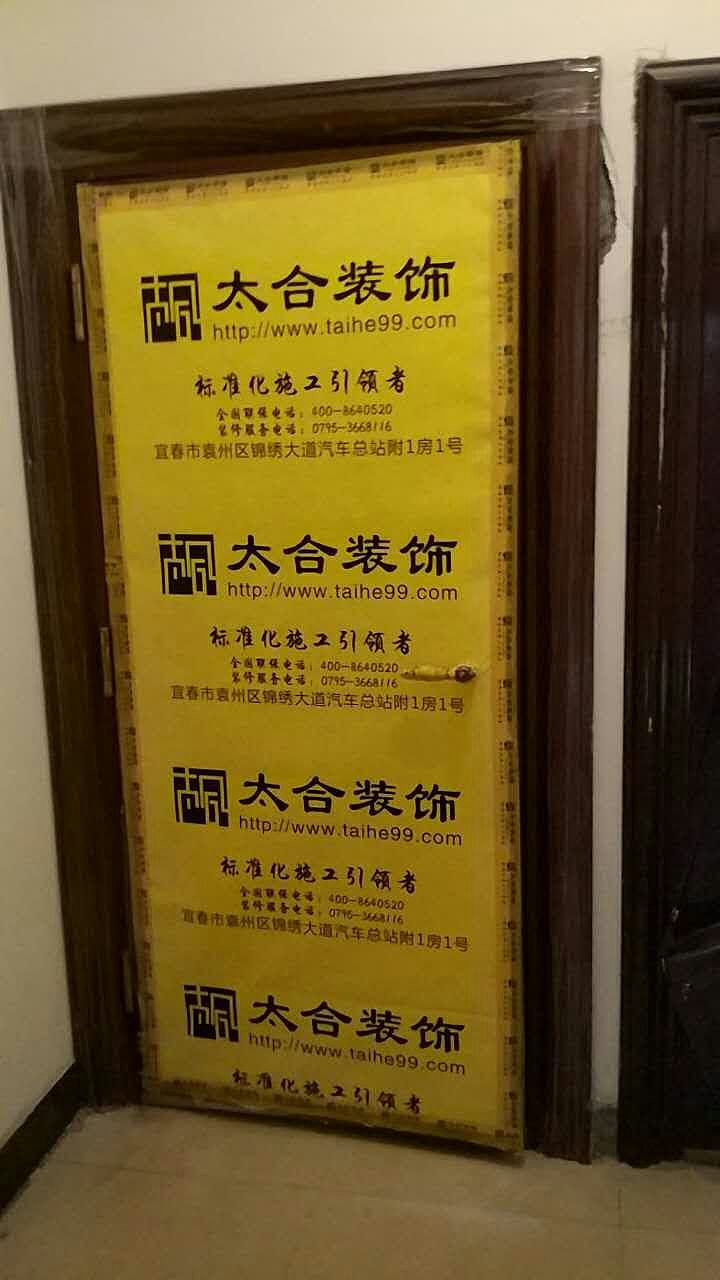 太合装饰
http://www.taihe99.com
标准化施工引领者
全国联保电话：400-8640520
装修服务电话：0795-3668116
宜春市袁州区锦绣大道汽车总站附1房1号
太合装饰
http://www.taihe99.com
标准化施工引领者
全国联保电话：400-8640520
装修服务电话：0795-3668116
宜春市袁州区锦绣大道汽车总站附1房1号
太合装饰
http://www.taihe99.com
标准化施工引领者
全国联保电话：400-8640520
装修服务电话：0795-3668116
宜春市袁州区锦绣大道汽车总站附1房1号
太合装饰
http://www.taihe99.com
标准化施工引领者